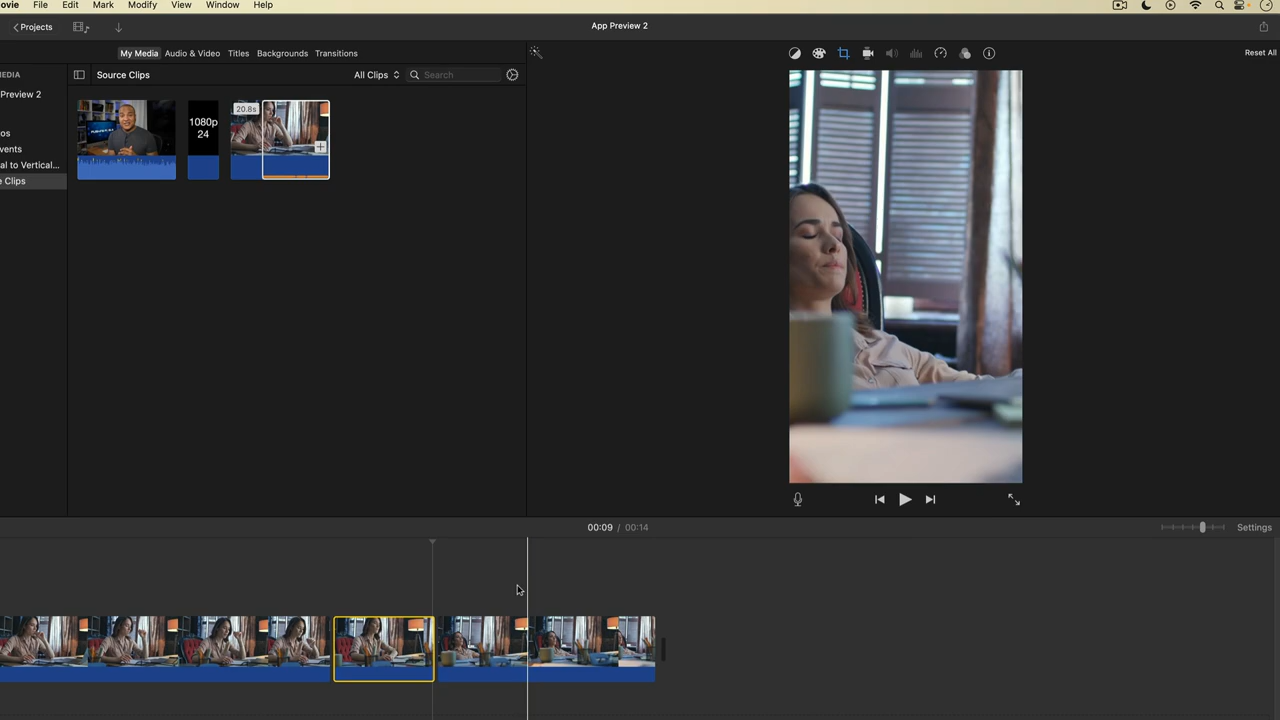 ovie File Edit Mark Modify View Window Help
Projects
App Preview 2
My Media Audio & Video Titles Backgrounds Transitions
Reset All
EDIA
Source Clips
All Clips
Search
Preview 2
os
vents
al to Vertical...
e Clips
1080p
24
20.8s
00:09 / 00:14
Settings